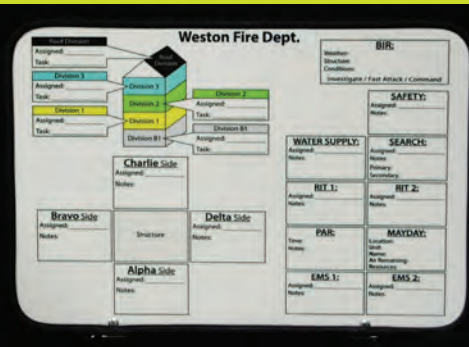 Weston Fire Dept.
Roof Division
Assigned:
Task:
Roof
Division
Division 3
Assigned:
Task:
Division 3
Division 2
Assigned:
Task:
Division 2
Division 1
Assigned:
Task:
Division 1
Division B1
Assigned:
Task:
Division B1
BIR:
Weather:
Structure:
Conditions:
Investigate / Fast Attack / Command
SAFETY:
Assigned:
Notes:
WATER SUPPLY:
Assigned:
Notes:
SEARCH:
Assigned:
Notes:
Primary:
Secondary:
Charlie Side
Assigned:
Notes:
RIT 1:
Assigned:
Notes:
RIT 2:
Assigned:
Notes:
Bravo Side
Assigned:
Notes:
Structure
Delta Side
Assigned:
Notes:
PAR:
Time:
Notes:
MAYDAY:
Location:
Unit:
Name:
Air Remaining:
Resources:
Alpha Side
Assigned:
Notes:
EMS 1:
Assigned:
Notes:
EMS 2:
Assigned:
Notes: